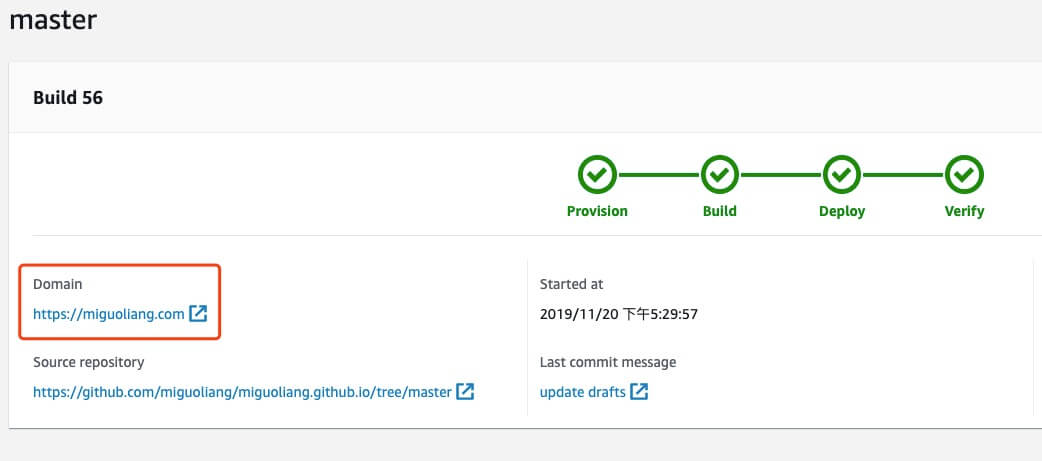 master
Build 56
Provision
Build
Deploy
Verify
Domain
https://miguoliang.com
Started at
2019/11/20 下午5:29:57
Source repository
https://github.com/miguoliang/miguoliang.github.io/tree/master
Last commit message
update drafts